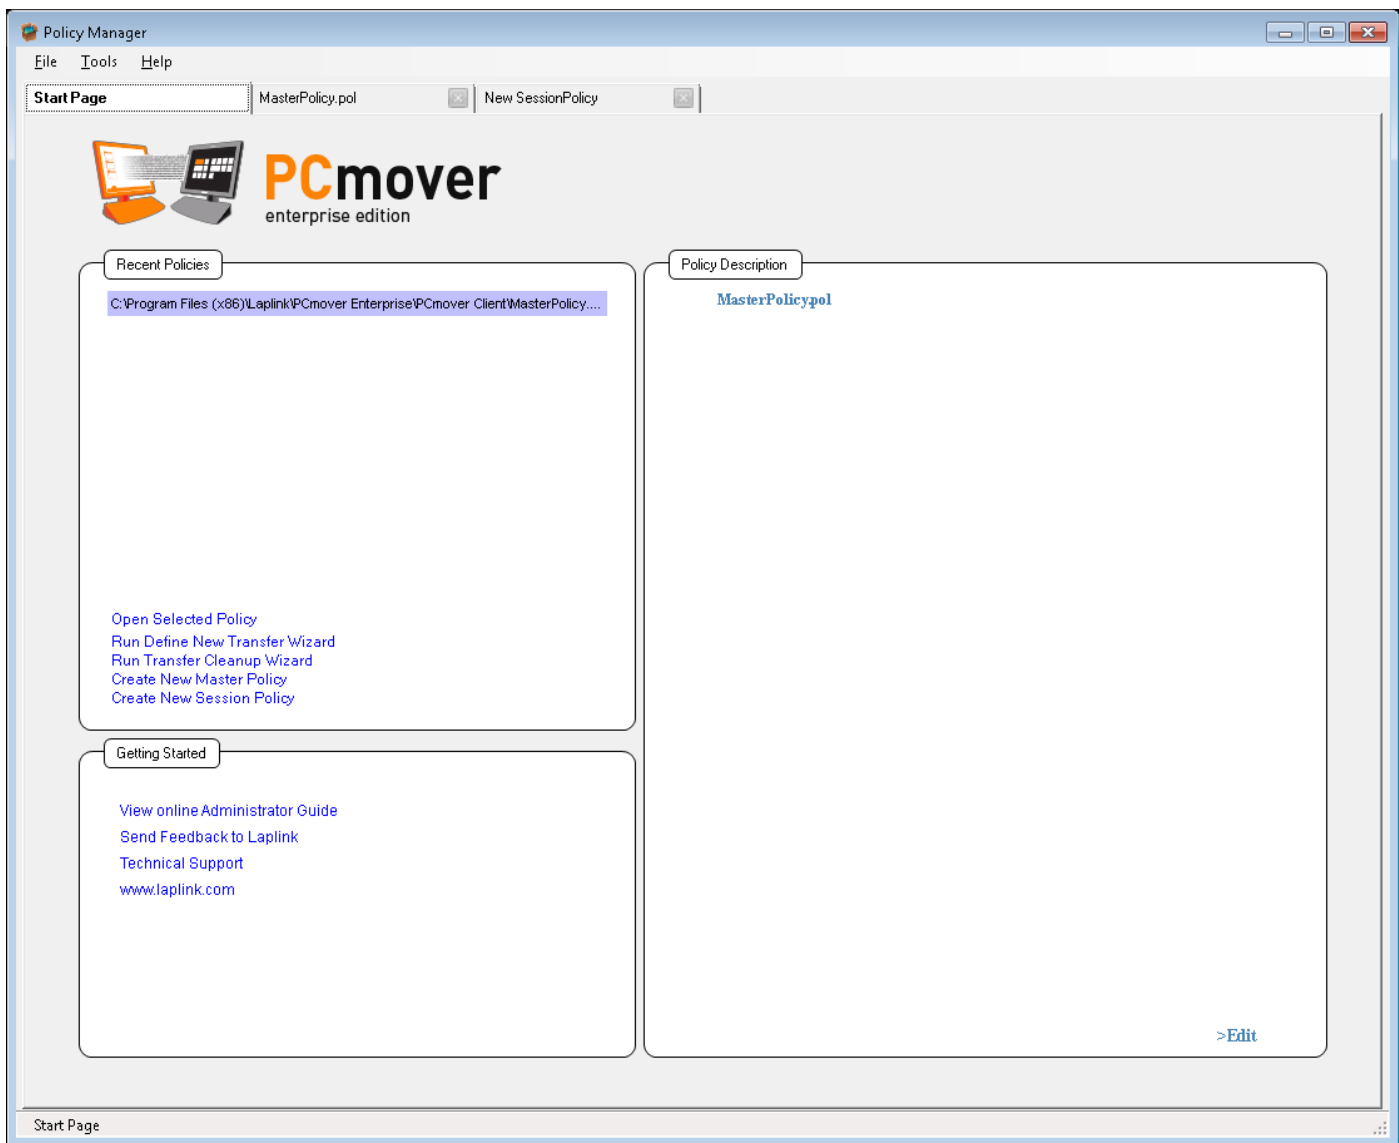 Policy Manager
File Tools Help
Start Page MasterPolicy.pol New SessionPolicy
PCmover
enterprise edition
Recent Policies
C:\Program Files (x86)\Laplink\PCmover Enterprise\PCmover Client\MasterPolicy....
Open Selected Policy
Run Define New Transfer Wizard
Run Transfer Cleanup Wizard
Create New Master Policy
Create New Session Policy
Getting Started
View online Administrator Guide
Send Feedback to Laplink
Technical Support
www.laplink.com
Policy Description
MasterPolicy.pol
>Edit
Start Page